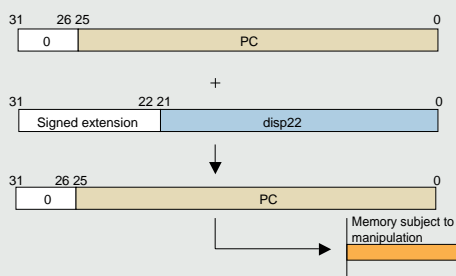 31 26 25 0
0 PC
+
31 22 21 0
Signed extension disp22
31 26 25 0
0 PC
Memory subject to
manipulation